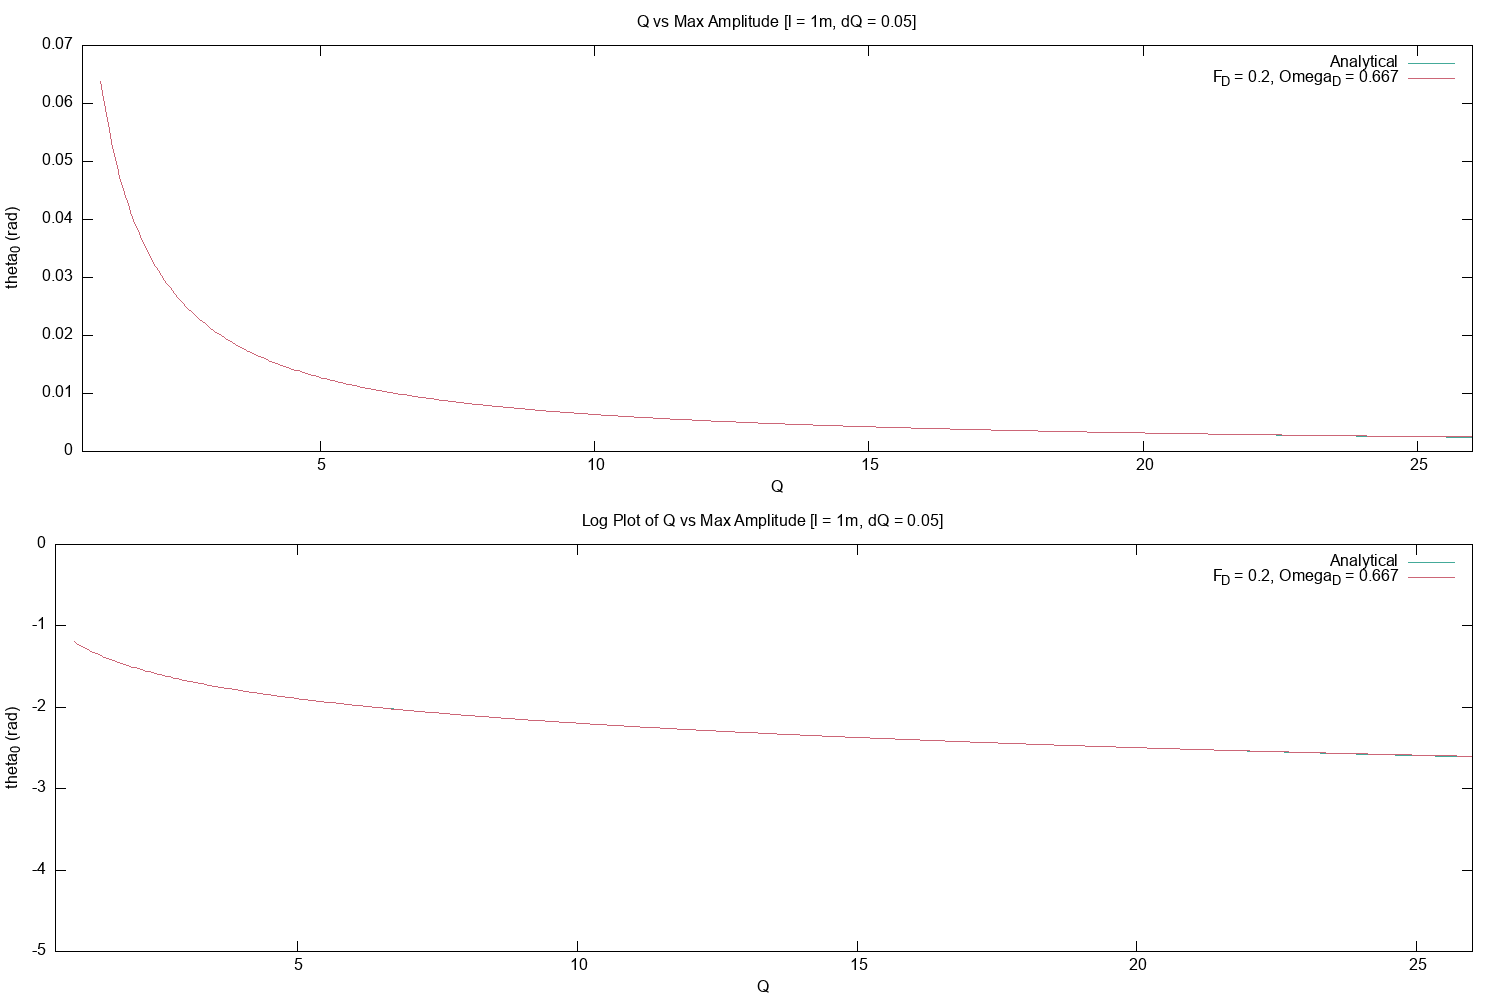 Q vs Max Amplitude [l = 1m, dQ = 0.05]
0.07
0.06
0.05
0.04
0.03
0.02
0.01
0
theta0 (rad)
Analytical
FD = 0.2, OmegaD = 0.667
5 10 15 20 25
Q
Log Plot of Q vs Max Amplitude [l = 1m, dQ = 0.05]
0
-1
-2
-3
-4
-5
theta0 (rad)
Analytical
FD = 0.2, OmegaD = 0.667
5 10 15 20 25
Q